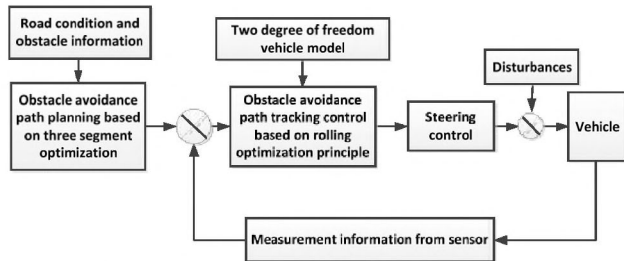 Road condition and
obstacle information
Two degree of freedom
vehicle model
Disturbances
Obstacle avoidance
path planning based
on three segment
optimization
Obstacle avoidance
path tracking control
based on rolling
optimization principle
Steering
control
Vehicle
Measurement information from sensor